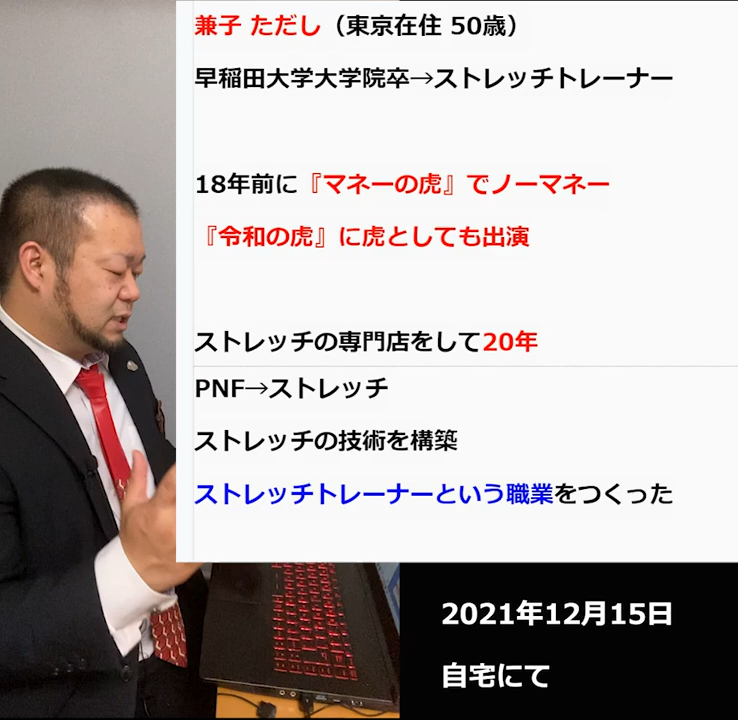 兼子 ただし（東京在住 50歳）
早稲田大学大学院卒→ストレッチトレーナー
18年前に『マネーの虎』でノーマネー
『令和の虎』に虎としても出演
ストレッチの専門店をして20年
PNF→ストレッチ
ストレッチの技術を構築
ストレッチトレーナーという職業をつくった
2021年12月15日
自宅にて